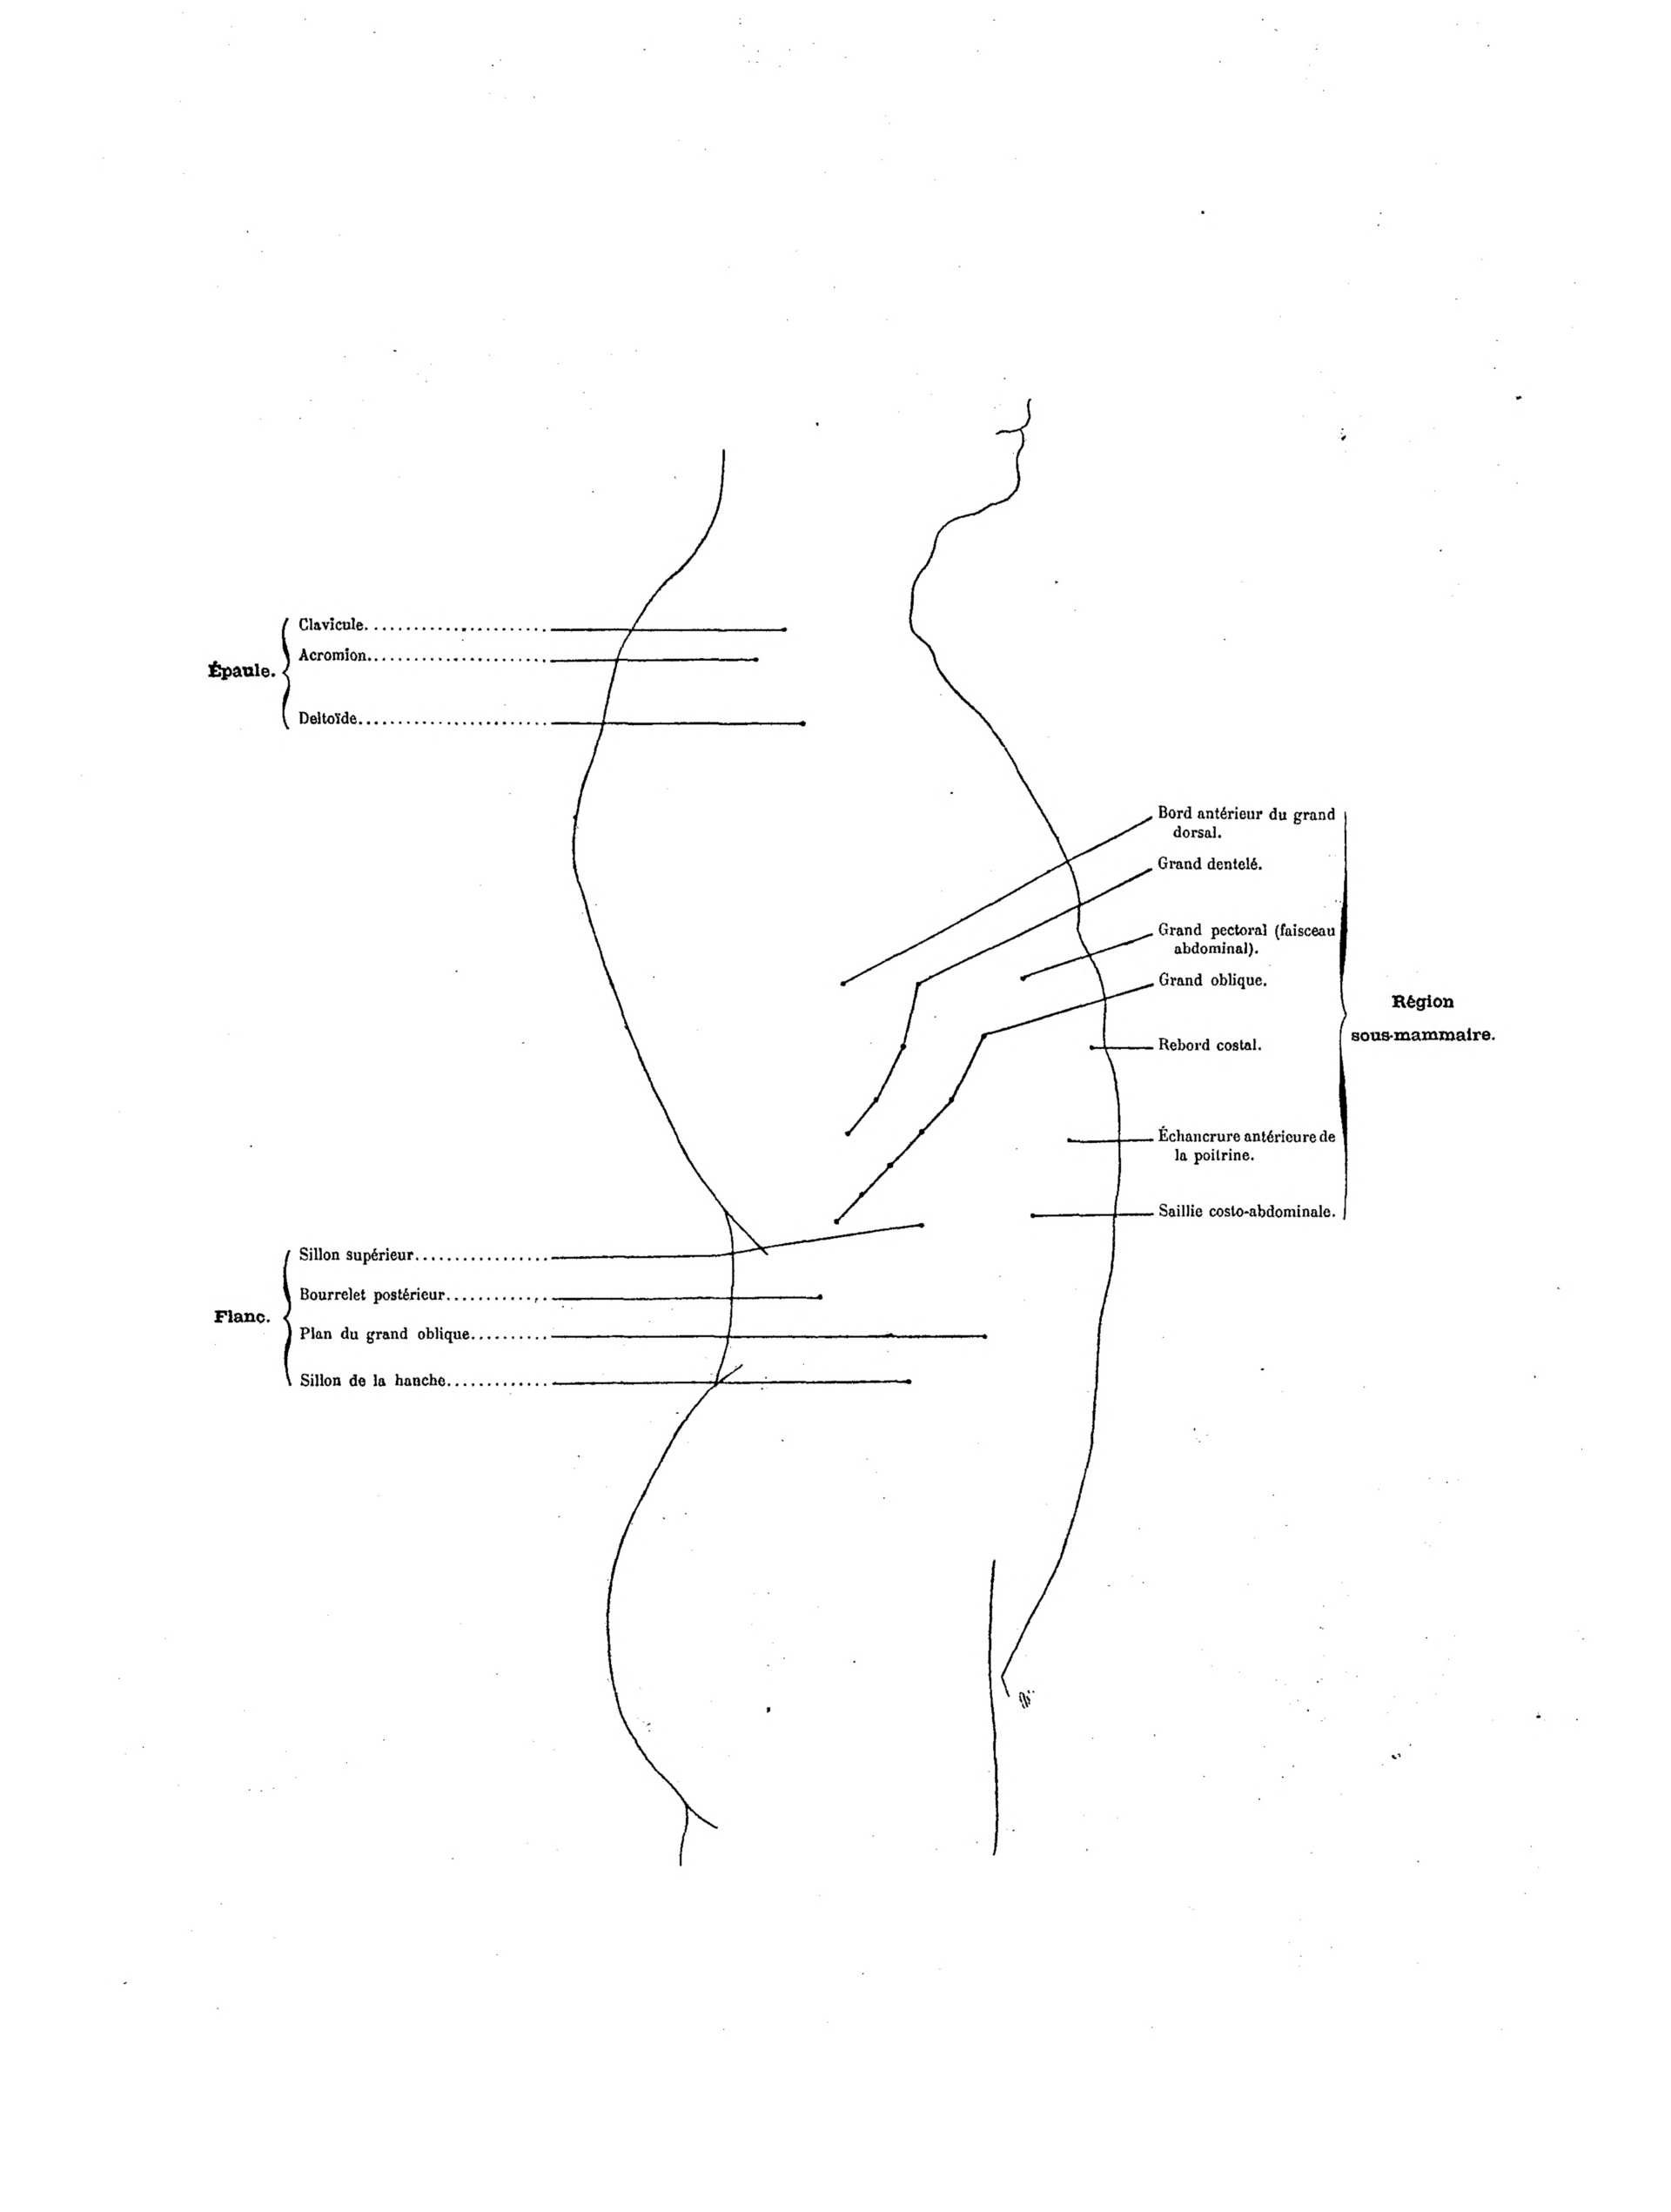 Épaule.
Clavicule.
Acromion.
Deltoïde.
Bord antérieur du grand
dorsal.
Grand dentelé.
Grand pectoral (faisceau
abdominal).
Grand oblique.
Rebord costal.
Échancrure antérieure de
la poitrine.
Saillie costo-abdominale.
Région
sous-mammaire.
Flanc.
Sillon supérieur.
Bourrelet postérieur.
Plan du grand oblique.
Sillon de la hanche.